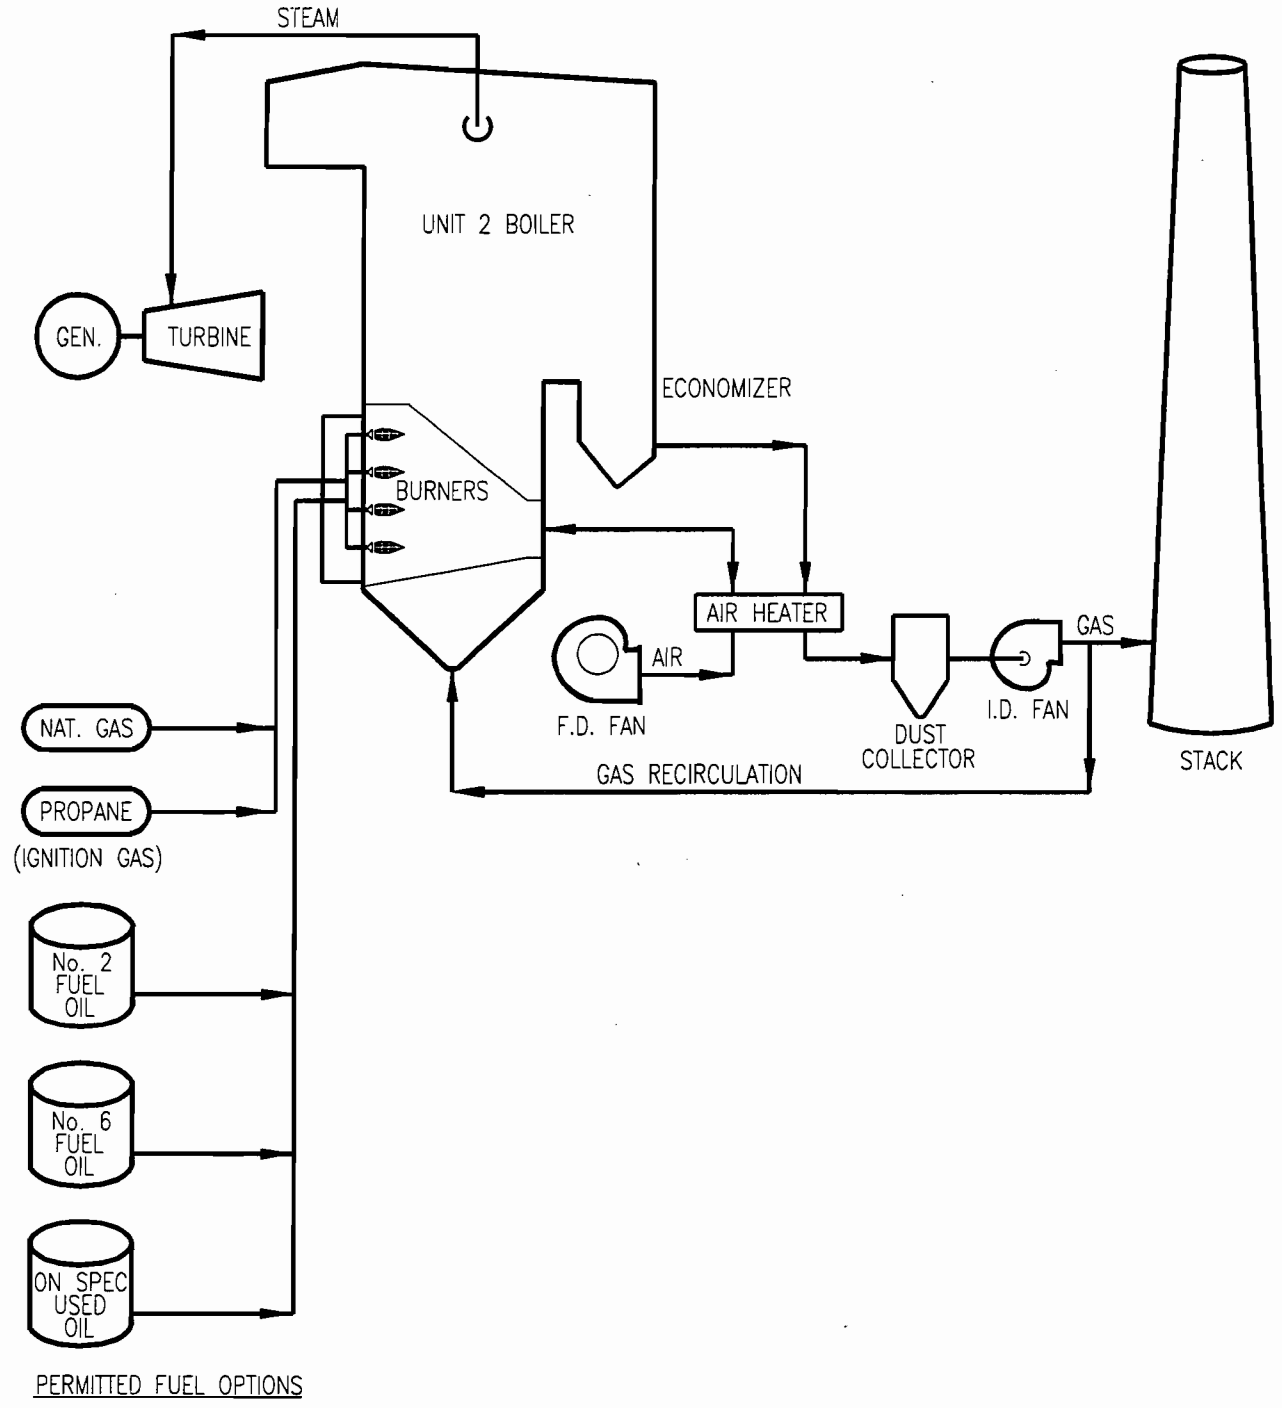 STEAM
UNIT 2 BOILER
GEN.
TURBINE
ECONOMIZER
BURNERS
AIR HEATER
AIR
F.D. FAN
GAS
I.D. FAN
DUST
COLLECTOR
STACK
GAS RECIRCULATION
NAT. GAS
PROPANE
(IGNITION GAS)
No. 2
FUEL
OIL
No. 6
FUEL
OIL
ON SPEC
USED
OIL
PERMITTED FUEL OPTIONS